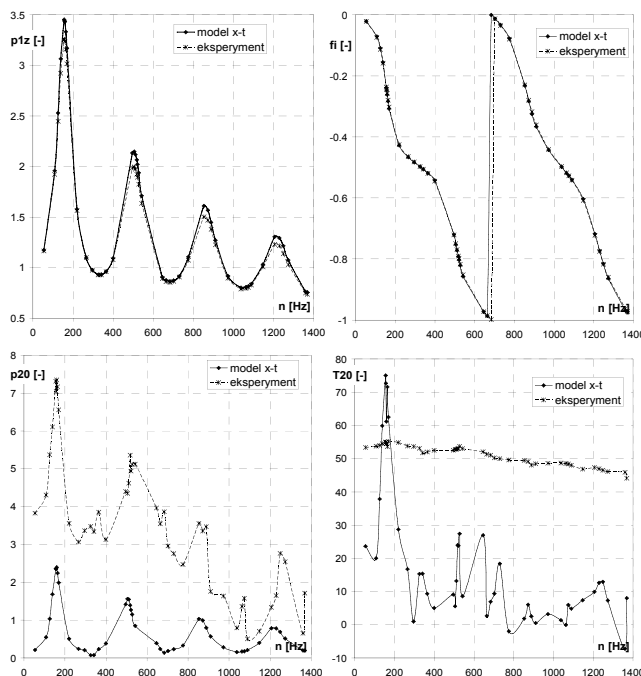 p1z [-]
model x-t
eksperyment
3.5
3
2.5
2
1.5
1
0.5
0 200 400 600 800 1000 1200 1400
n [Hz]
fi [-]
model x-t
eksperyment
0
-0.2
-0.4
-0.6
-0.8
-1
0 200 400 600 800 1000 1200 1400
n [Hz]
p20 [-]
model x-t
eksperyment
8
7
6
5
4
3
2
1
0
0 200 400 600 800 1000 1200 1400
n [Hz]
T20 [-]
model x-t
eksperyment
80
70
60
50
40
30
20
10
0
-10
0 200 400 600 800 1000 1200 1400
n [Hz]